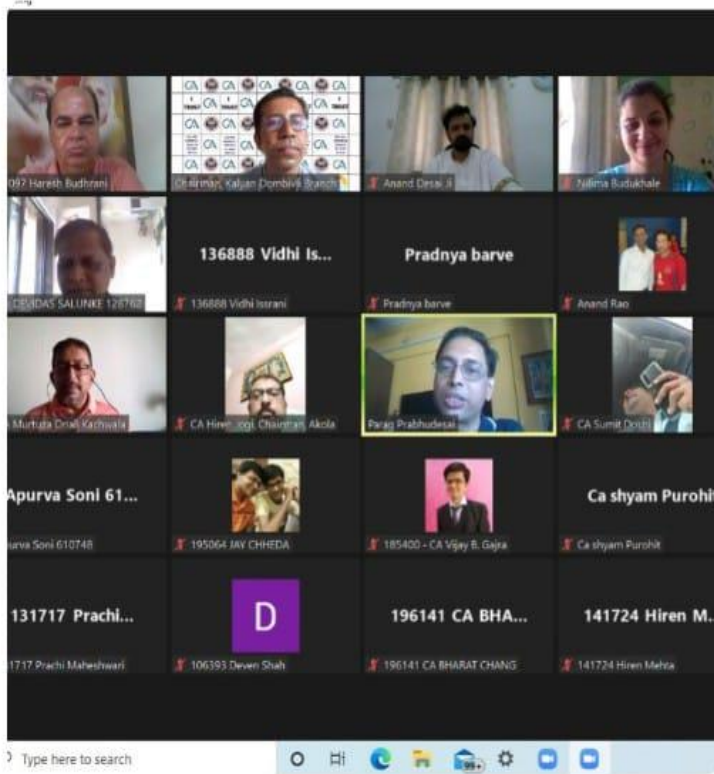 097 Haresh Budhrani
Chairman, Kalyan Dombivli Branch
Anand Desai Ji
Nilima Budukhale
DEVIDAS SALUNKE 128762
136888 Vidhi Is...
136888 Vidhi Issrani
Pradnya barve
Pradnya barve
Anand Rao
Murtuza Kachwala
CA Hiren Jogi, Chairman, Akola
Parag Prabhudesai
CA Sumit Doshi
Apurva Soni 61...
urva Soni 610748
195064 JAY CHHEDA
185400 - CA Vijay B. Gajra
Ca shyam Purohit
Ca shyam Purohit
131717 Prachi...
1717 Prachi Maheshwari
D
106393 Deven Shah
196141 CA BHA...
196141 CA BHARAT CHANG
141724 Hiren M...
141724 Hiren Mehta
Type here to search
99+